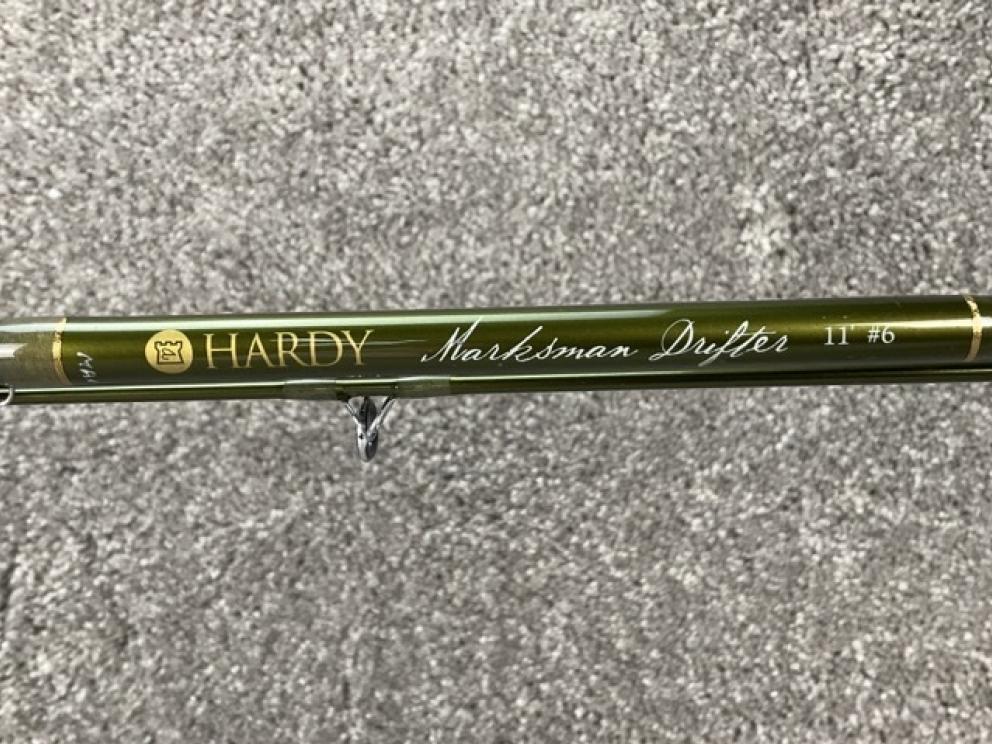 HARDY Marksman Drifter 11' #6